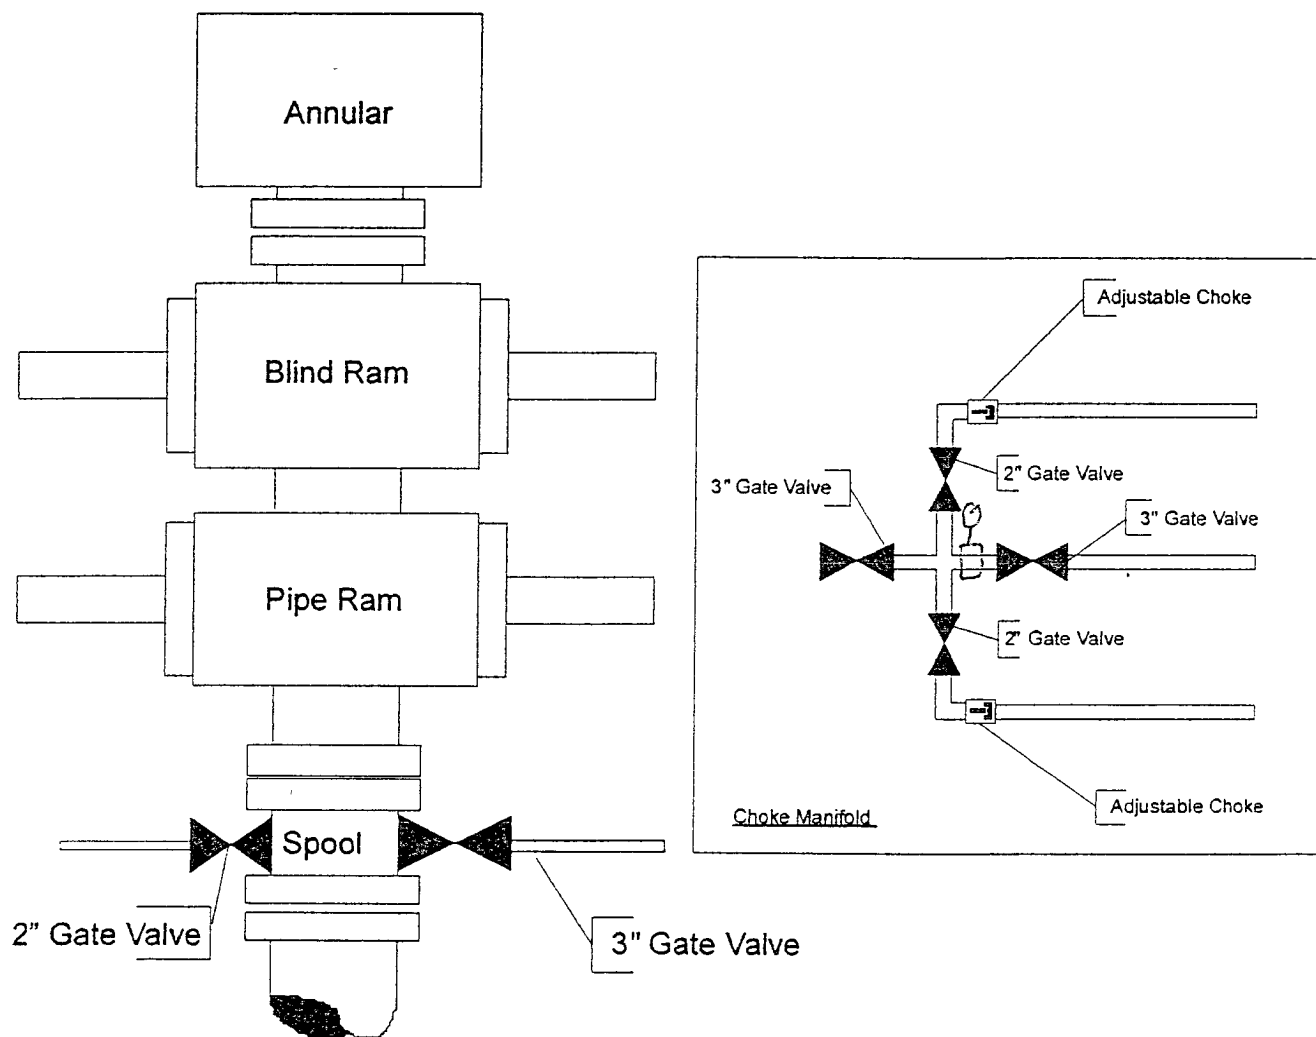 Annular
Blind Ram
Pipe Ram
Spool
2" Gate Valve
3" Gate Valve
Adjustable Choke
2" Gate Valve
3" Gate Valve
3" Gate Valve
2" Gate Valve
Adjustable Choke
Choke Manifold